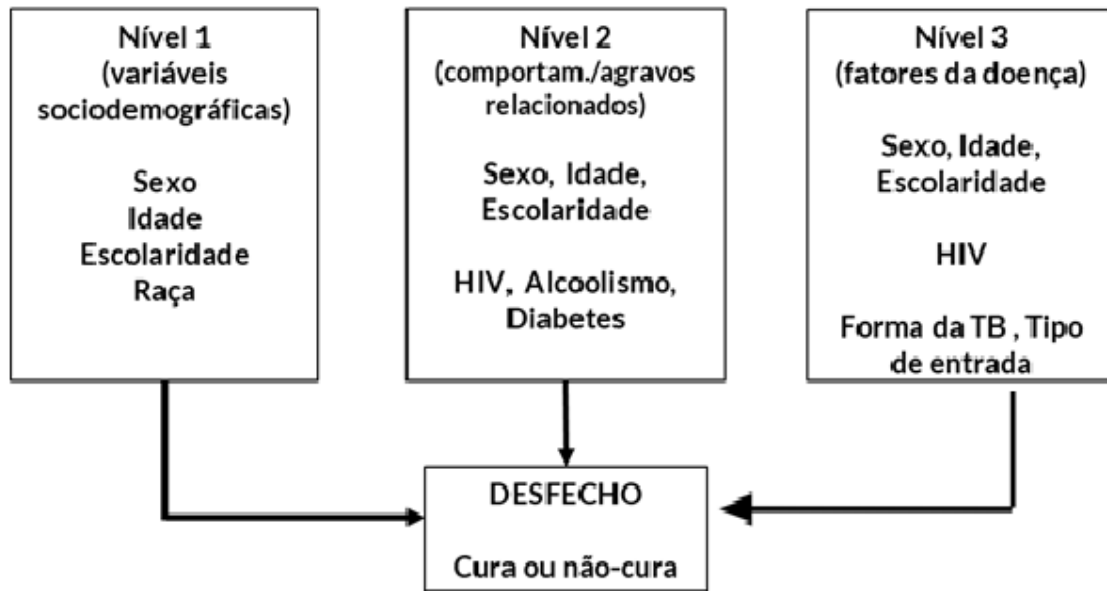 Nível 1
(variáveis
sociodemográficas)
Sexo
Idade
Escolaridade
Raça
Nível 2
(comportam./agravos
relacionados)
Sexo, Idade,
Escolaridade
HIV, Alcoolismo,
Diabetes
Nível 3
(fatores da doença)
Sexo, Idade,
Escolaridade
HIV
Forma da TB , Tipo
de entrada
DESFECHO
Cura ou não-cura